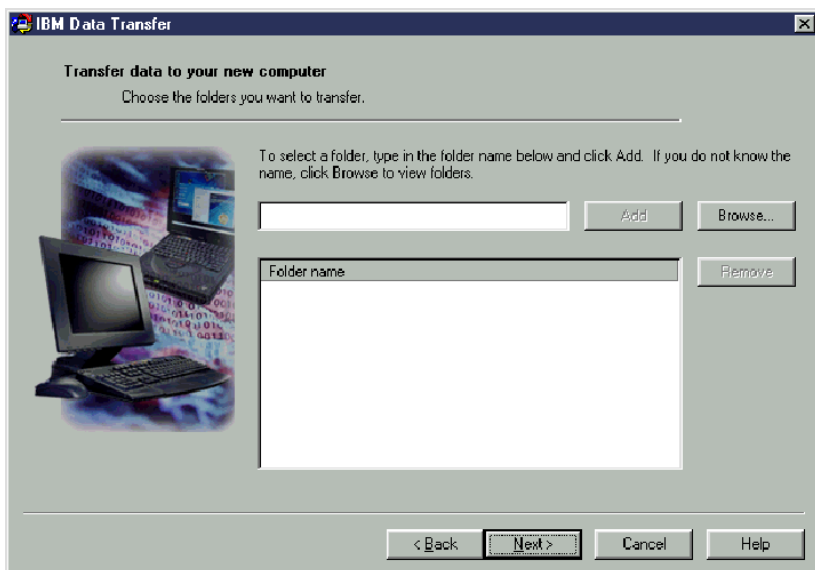 IBM Data Transfer
Transfer data to your new computer
Choose the folders you want to transfer.
To select a folder, type in the folder name below and click Add. If you do not know the
name, click Browse to view folders.
Add
Browse...
Folder name
Remove
< Back
Next >
Cancel
Help